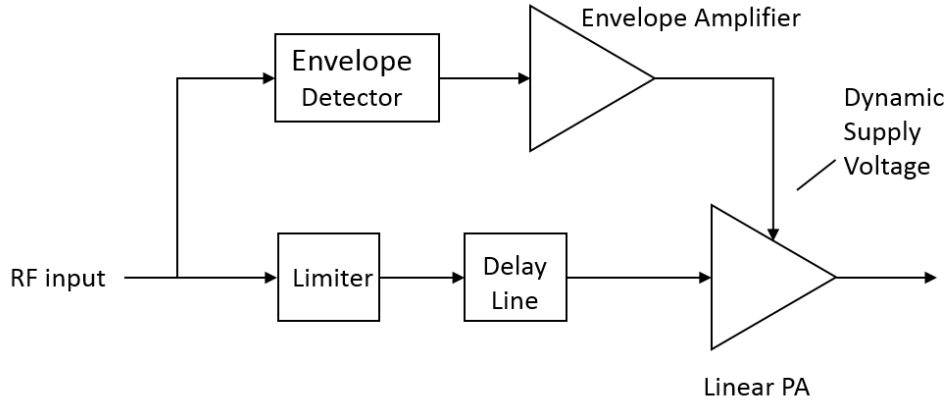 Envelope Amplifier
Envelope
Detector
Dynamic
Supply
Voltage
RF input
Limiter
Delay
Line
Linear PA